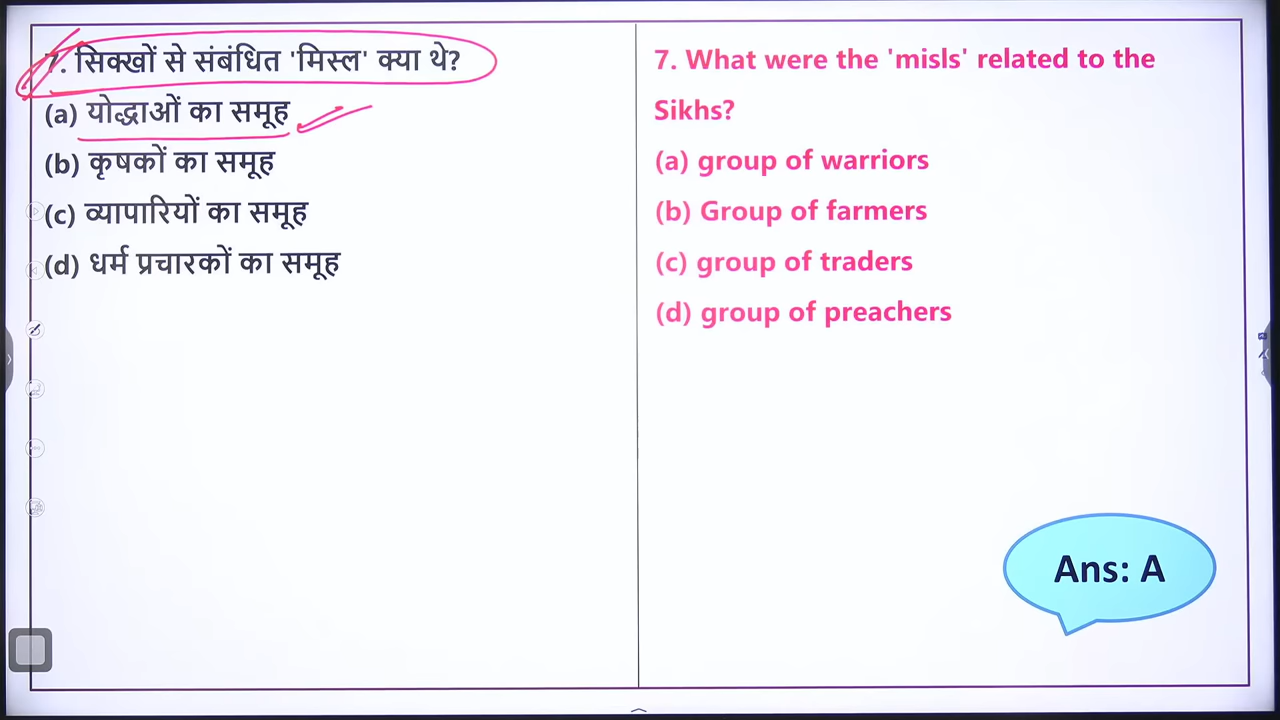 7. सिक्खों से संबंधित 'मिस्ल' क्या थे?
(a) योद्धाओं का समूह
(b) कृषकों का समूह
(c) व्यापारियों का समूह
(d) धर्म प्रचारकों का समूह
7. What were the 'misls' related to the
Sikhs?
(a) group of warriors
(b) Group of farmers
(c) group of traders
(d) group of preachers
Ans: A